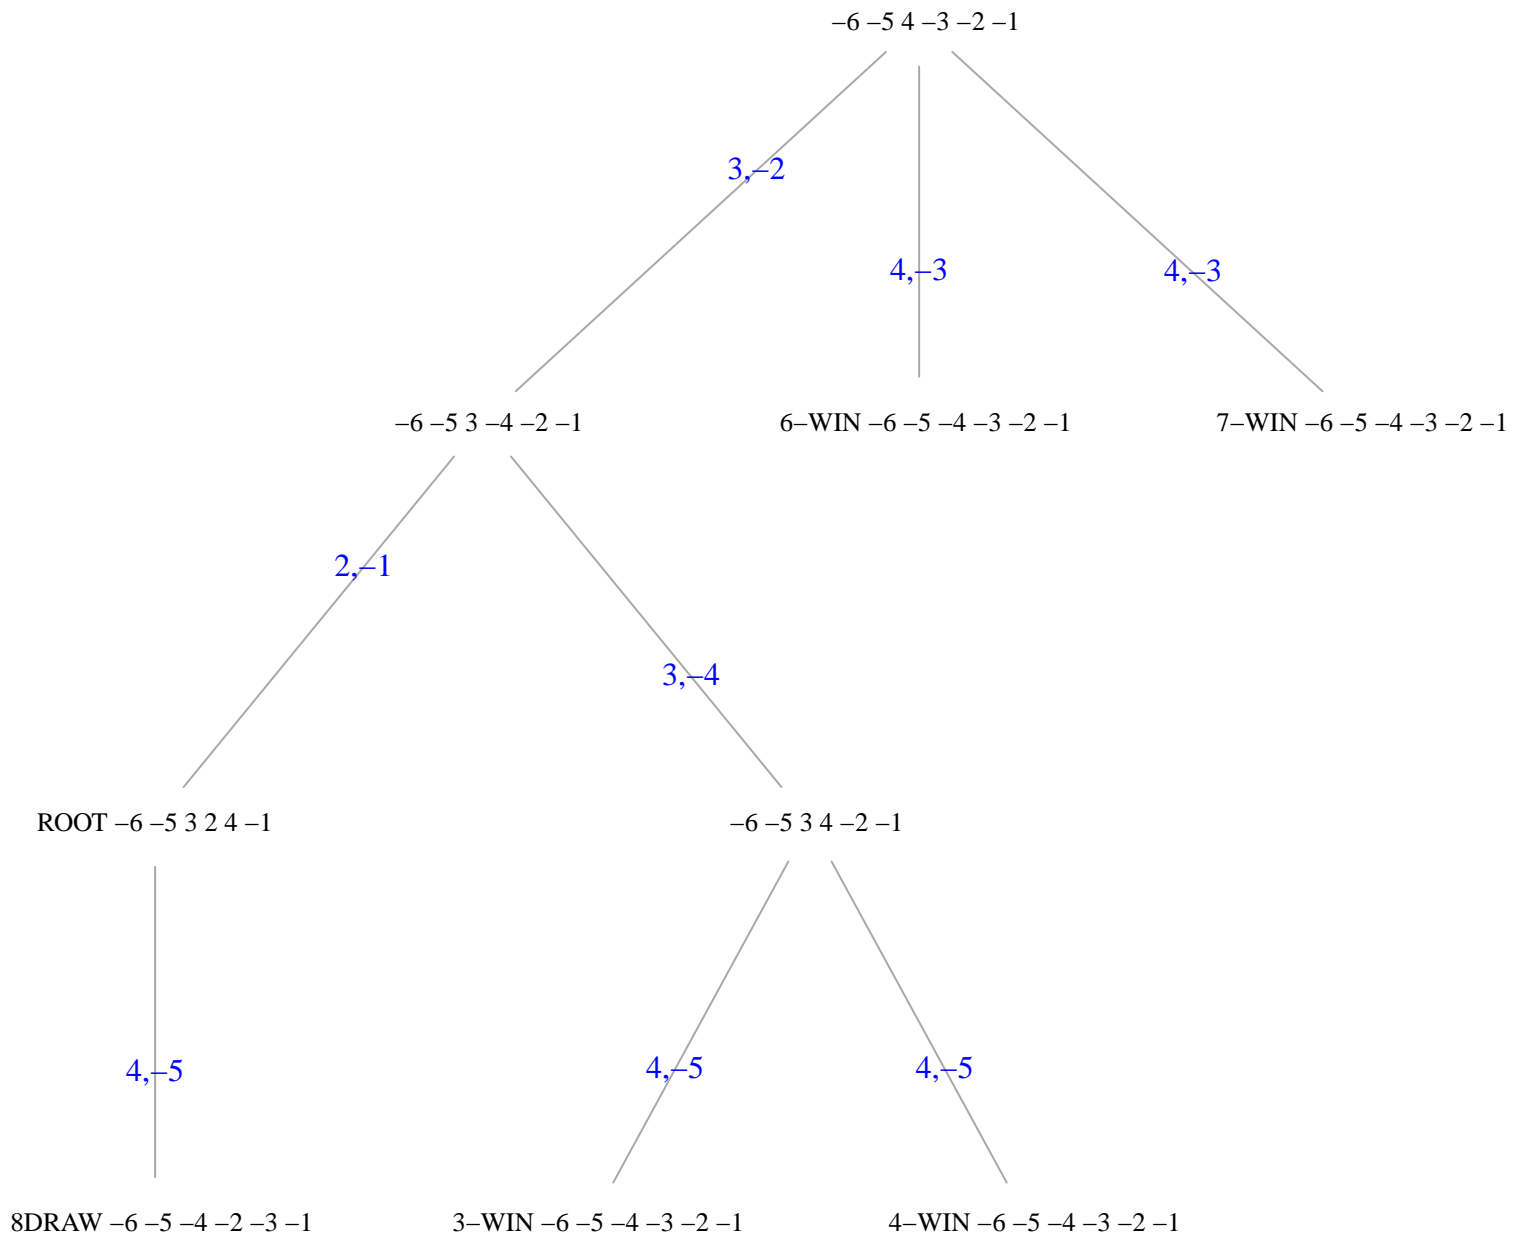 –6 –5 4 –3 –2 –1
3,–2
4,–3
4,–3
–6 –5 3 –4 –2 –1
6–WIN –6 –5 –4 –3 –2 –1
7–WIN –6 –5 –4 –3 –2 –1
2,–1
3,–4
ROOT –6 –5 3 2 4 –1
–6 –5 3 4 –2 –1
4,–5
4,–5
4,–5
8DRAW –6 –5 –4 –2 –3 –1
3–WIN –6 –5 –4 –3 –2 –1
4–WIN –6 –5 –4 –3 –2 –1